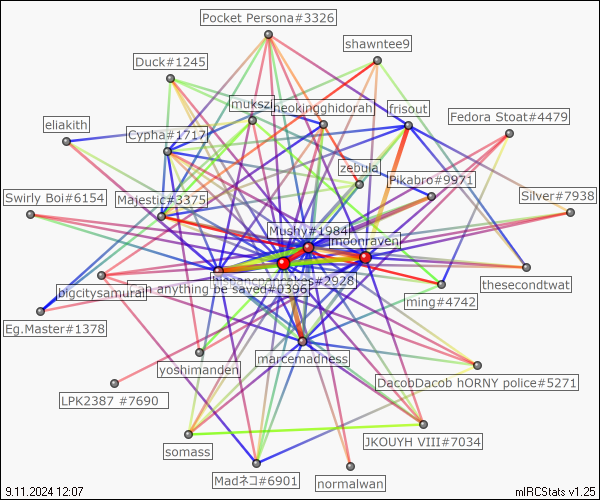 Pocket Persona#3326
shawntee9
Duck#1245
mukszi
neokingghidorah
frisout
Fedora Stoat#4479
eliakith
Cypha#1717
zebula
Pikabro#9971
Swirly Boi#6154
Majestic#3375
Silver#7938
Mushy#1984
moonraven
bigcitysamurai
ah anything be saved#0396
#2928
ming#4742
thesecondtwat
Eg.Master#1378
marcemadness
yoshimanden
DacobDacob hORNY police#5271
LPK2387 #7690
JKOUYH VIII#7034
somass
Madネコ#6901
normalwan
9.11.2024 12:07
mIRCStats v1.25